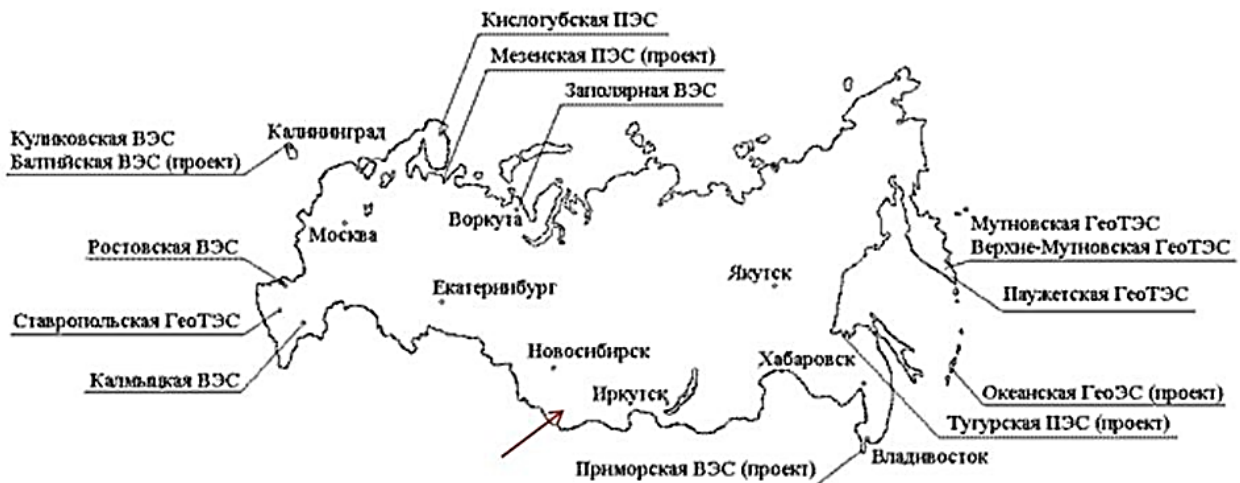 Кислогубская ПЭС
Мезенская ПЭС (проект)
Заполярная ВЭС
Калининград
Куликовская ВЭС
Балтийская ВЭС (проект)
Воркута
Москва
Мутновская ГеоТЭС
Верхне-Мутновская ГеоТЭС
Ростовская ВЭС
Якутск
Екатеринбург
Паужетская ГеоТЭС
Ставропольская ГеоТЭС
Новосибирск
Хабаровск
Калмыцкая ВЭС
Иркутск
Океанская ГеоЭС (проект)
Тугурская ПЭС (проект)
Владивосток
Приморская ВЭС (проект)